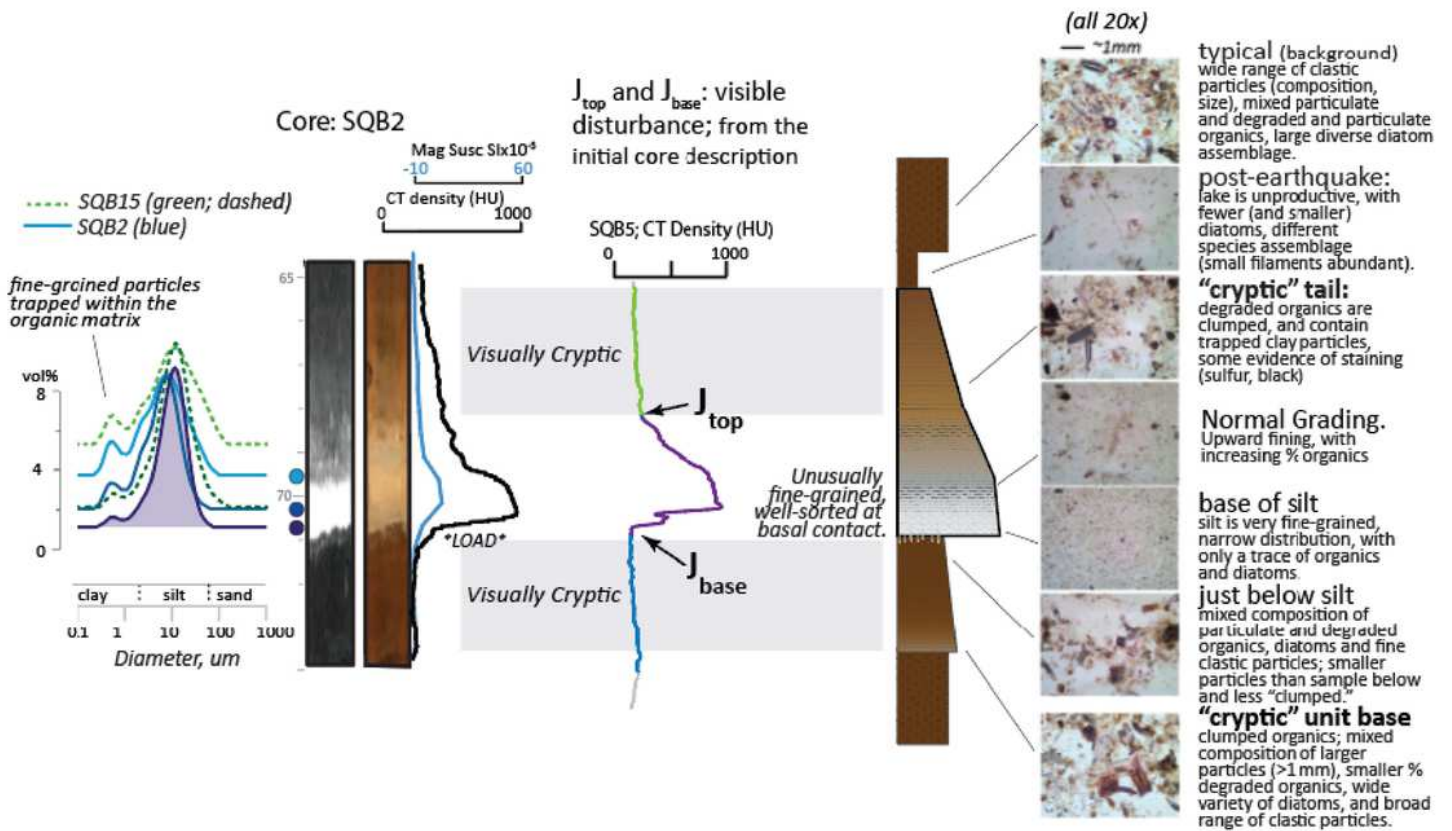 (all 20x)
~1mm
Core: SQB2
Mag Susc SIx10-5
-10 60
CT density (HU)
0 1000
Jtop and Jbase: visible
disturbance; from the
initial core description
SQB5; CT Density (HU)
0 1000
SQB15 (green; dashed)
SQB2 (blue)
fine-grained particles
trapped within the
organic matrix
vol%
8
4
0
clay silt sand
0.1 1 10 100 1000
Diameter, um
65
70
*LOAD*
Visually Cryptic
Jtop
Jbase
Visually Cryptic
Unusually
fine-grained,
well-sorted at
basal contact.
typical (background)
wide range of clastic
particles (composition,
size), mixed particulate
and degraded and particulate
organics, large diverse diatom
assemblage.
post-earthquake:
lake is unproductive, with
fewer (and smaller)
diatoms, different
species assemblage
(small filaments abundant).
"cryptic" tail:
degraded organics are
clumped, and contain
trapped clay particles,
some evidence of staining
(sulfur, black)
Normal Grading.
Upward fining, with
increasing % organics
base of silt
silt is very fine-grained,
narrow distribution, with
only a trace of organics
and diatoms.
just below silt
mixed composition of
particulate and degraded
organics, diatoms and fine
clastic particles; smaller
particles than sample below
and less "clumped."
"cryptic" unit base
clumped organics; mixed
composition of larger
particles (>1 mm), smaller %
degraded organics, wide
variety of diatoms, and broad
range of clastic particles.